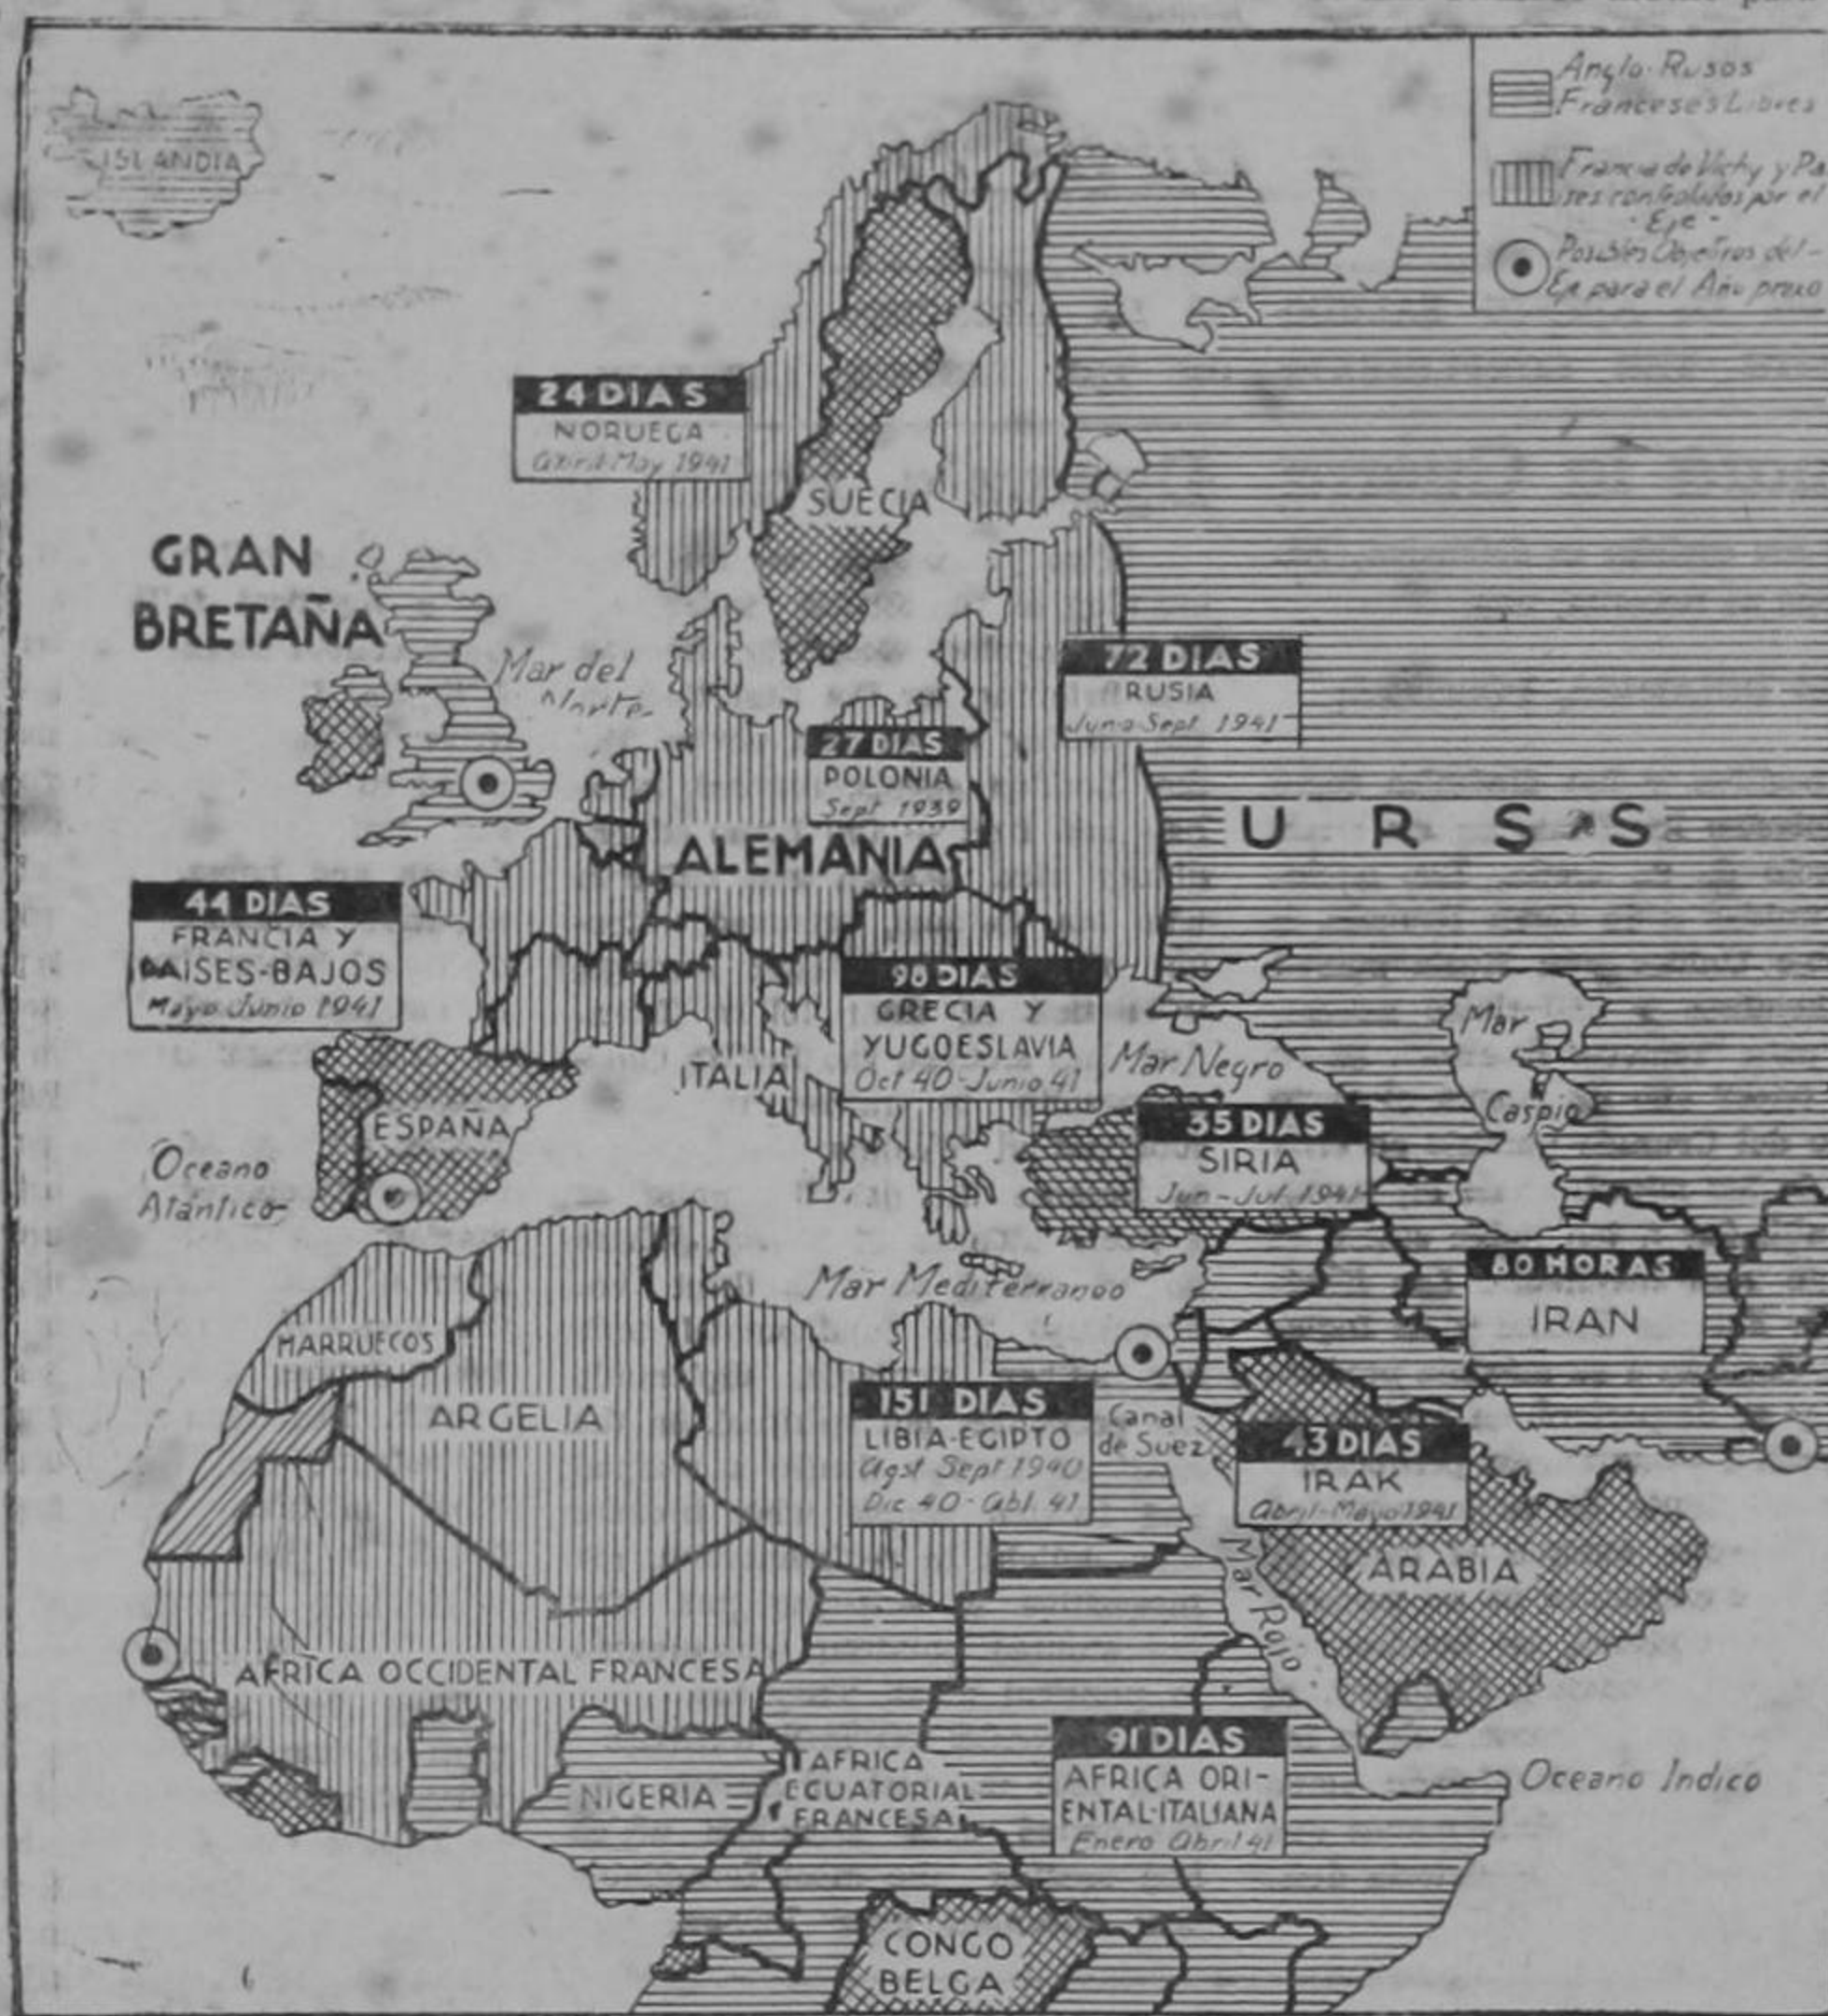 para
Anglo-Rusos
Franceses Libres
Francia de Vichy y Pa
ises controlados por el
"Eje"
Posibles Objetivos del
Eje para el Año proxo
ISLANDIA
24 DIAS
NORUEGA
Abril-May 1941
SUECIA
GRAN
BRETAÑA
Mar del
Norte
72 DIAS
RUSIA
Junio Sept. 1941
27 DIAS
POLONIA
Sept 1939
URSS
ALEMANIA
44 DIAS
FRANCIA Y
PAISES-BAJOS
Mayo Junio 1941
98 DIAS
GRECIA Y
YUGOESLAVIA
Oct 40-Junio 41
ITALIA
Mar Negro
Mar
Caspio
ESPAÑA
35 DIAS
SIRIA
Jun-Jul 1941
Oceano
Atántico
80 HORAS
IRAN
Mar Mediterraneo
MARRUECOS
ARGELIA
151 DIAS
LIBIA-EGIPTO
Agst Sept 1940
Dic 40-Abl. 41
Canal
de Suez
43 DIAS
IRAK
Abril-Mayo 1941
ARABIA
Mar Rojo
AFRICA OCCIDENTAL FRANCESA
91 DIAS
AFRICA ORI-
ENTAL-ITALIANA
Enero Abril 41
Oceano Indico
NIGERIA
AFRICA
ECUATORIAL
FRANCESA
CONGO
BELGA